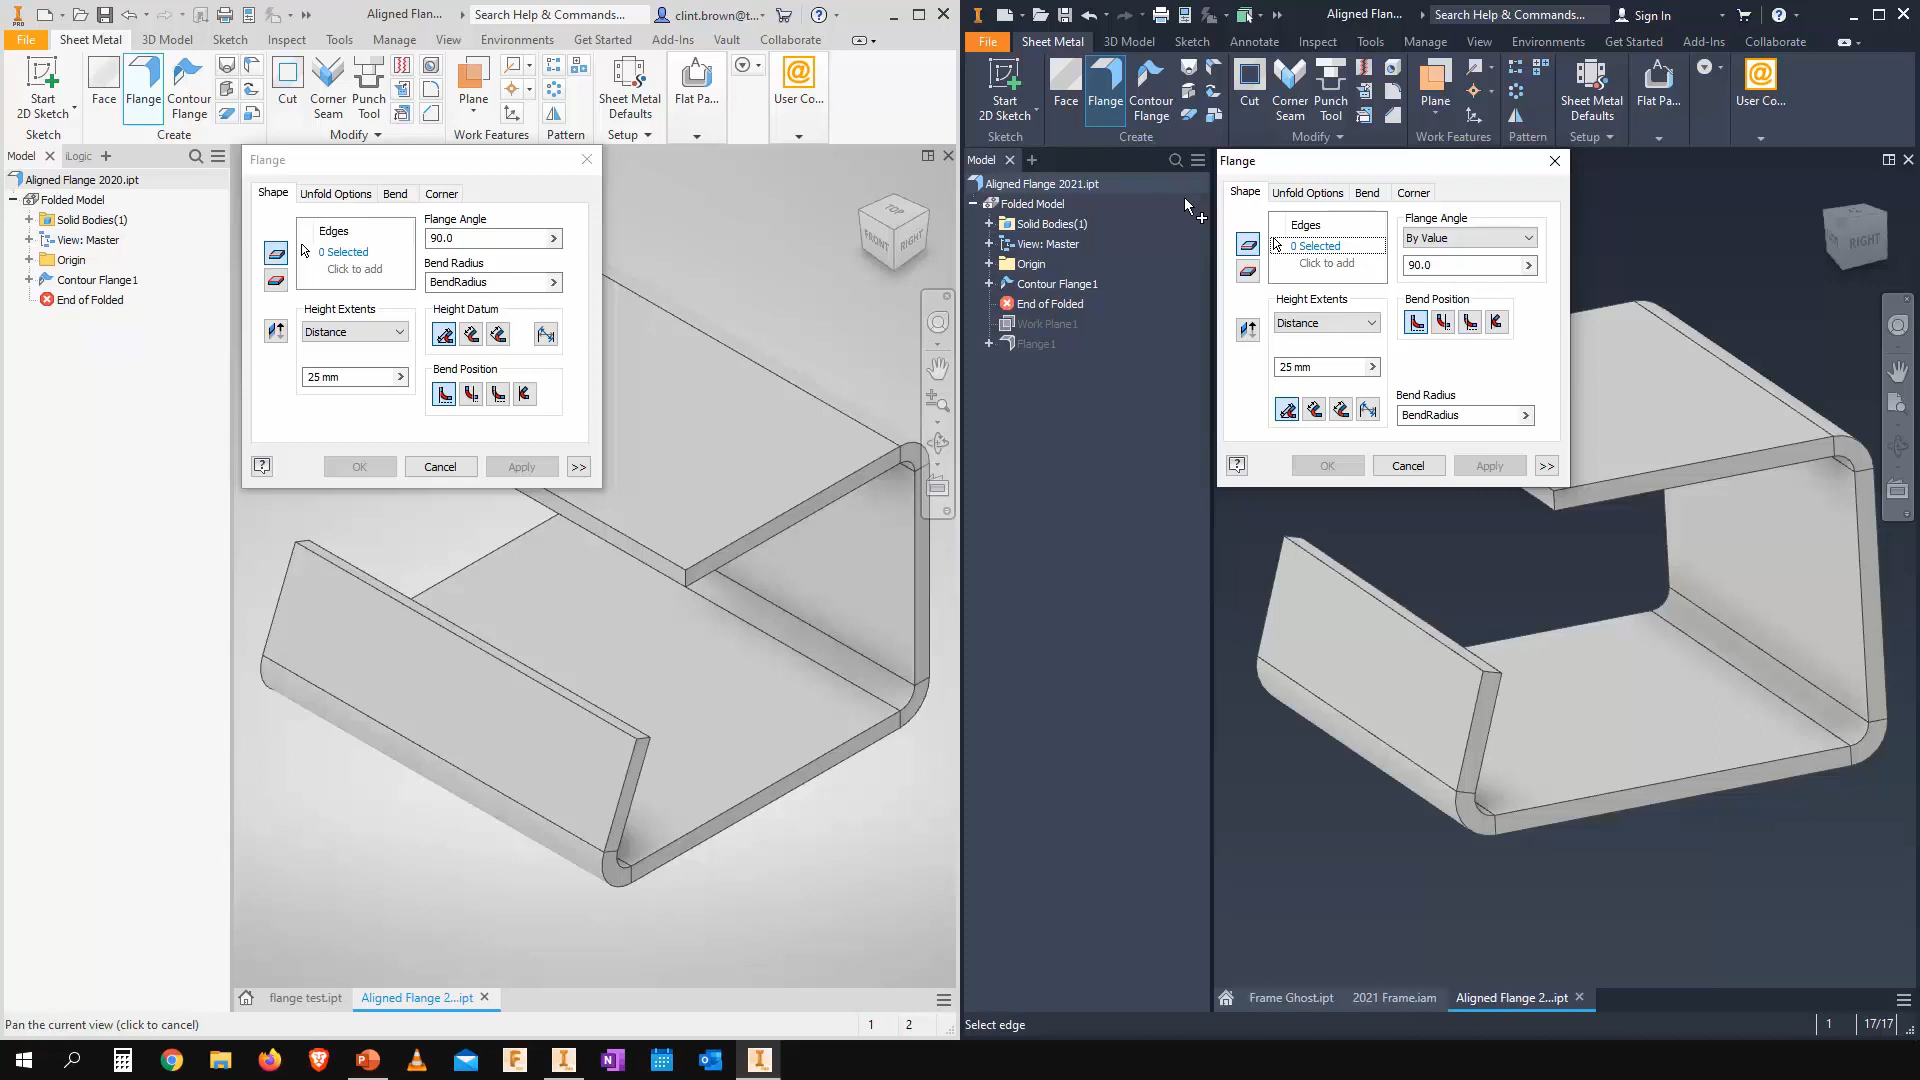 Aligned Flan...
Search Help & Commands...
clint.brown@t...
File
Sheet Metal
3D Model
Sketch
Inspect
Tools
Manage
View
Environments
Get Started
Add-Ins
Vault
Collaborate
Start
2D Sketch
Face
Flange
Contour
Flange
Cut
Corner
Seam
Punch
Tool
Plane
Sheet Metal
Defaults
Flat Pa...
User Co...
Sketch
Create
Modify
Work Features
Pattern
Setup
Model
iLogic
Aligned Flange 2020.ipt
Folded Model
Solid Bodies(1)
View: Master
Origin
Contour Flange1
End of Folded
Flange
Shape
Unfold Options
Bend
Corner
Edges
0 Selected
Click to add
Flange Angle
90.0
Bend Radius
BendRadius
Height Extents
Distance
25 mm
Height Datum
Bend Position
OK
Cancel
Apply
>>
TOP
FRONT
RIGHT
flange test.ipt
Aligned Flange 2...ipt
Pan the current view (click to cancel)
1
2
Aligned Flan...
Search Help & Commands...
Sign In
File
Sheet Metal
3D Model
Sketch
Annotate
Inspect
Tools
Manage
View
Environments
Get Started
Add-Ins
Collaborate
Start
2D Sketch
Face
Flange
Contour
Flange
Cut
Corner
Seam
Punch
Tool
Plane
Sheet Metal
Defaults
Flat Pa...
User Co...
Sketch
Create
Modify
Work Features
Pattern
Setup
Model
Aligned Flange 2021.ipt
Folded Model
Solid Bodies(1)
View: Master
Origin
Contour Flange1
End of Folded
Work Plane1
Flange1
Flange
Shape
Unfold Options
Bend
Corner
Edges
0 Selected
Click to add
Flange Angle
By Value
90.0
Height Extents
Distance
25 mm
Bend Position
Bend Radius
BendRadius
OK
Cancel
Apply
>>
RIGHT
Frame Ghost.ipt
2021 Frame.iam
Aligned Flange 2...ipt
Select edge
1
17/17